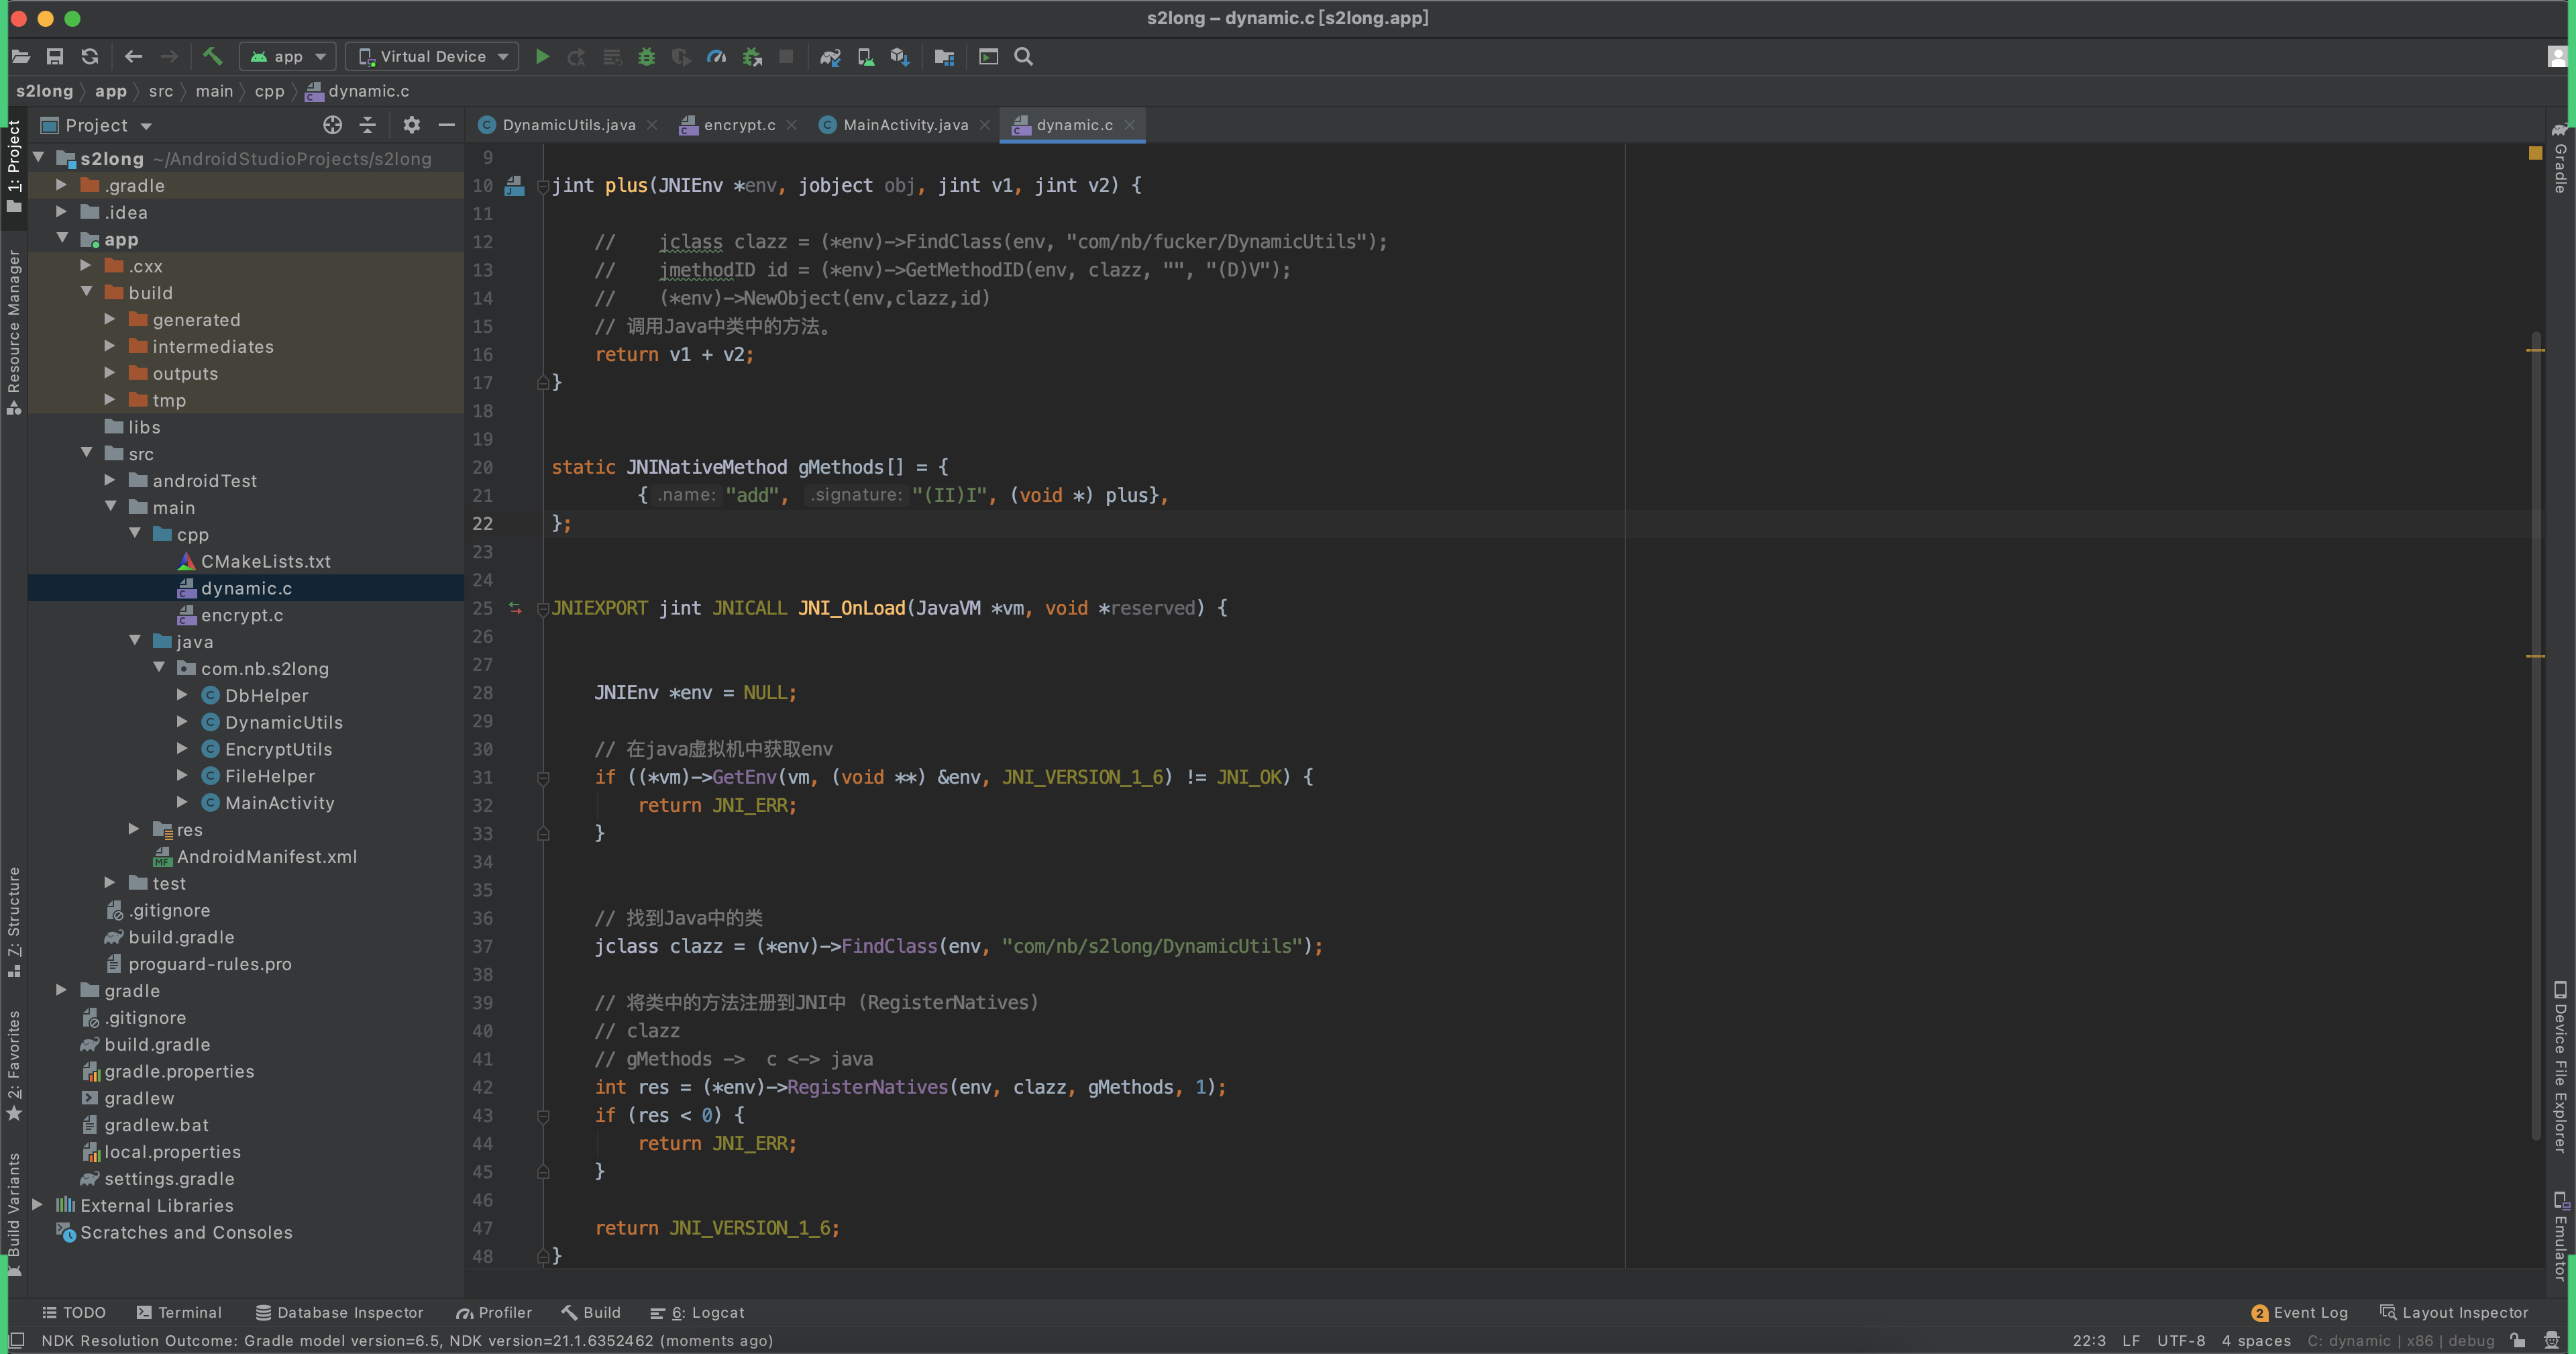 s2long – dynamic.c [s2long.app]
app
Virtual Device
s2long
app
src
main
cpp
dynamic.c
1: Project
Resource Manager
Z: Structure
2: Favorites
Build Variants
Project
s2long ~/AndroidStudioProjects/s2long
.gradle
.idea
app
.cxx
build
generated
intermediates
outputs
tmp
libs
src
androidTest
main
cpp
CMakeLists.txt
dynamic.c
encrypt.c
java
com.nb.s2long
DbHelper
DynamicUtils
EncryptUtils
FileHelper
MainActivity
res
AndroidManifest.xml
test
.gitignore
build.gradle
proguard-rules.pro
gradle
.gitignore
build.gradle
gradle.properties
gradlew
gradlew.bat
local.properties
settings.gradle
External Libraries
Scratches and Consoles
DynamicUtils.java
encrypt.c
MainActivity.java
dynamic.c
9
10 jint plus(JNIEnv *env, jobject obj, jint v1, jint v2) {
11
12 //    jclass clazz = (*env)->FindClass(env, "com/nb/fucker/DynamicUtils");
13 //    jmethodID id = (*env)->GetMethodID(env, clazz, "", "(D)V");
14 //    (*env)->NewObject(env,clazz,id)
15 // 调用Java中类中的方法。
16 return v1 + v2;
17 }
18
19
20 static JNINativeMethod gMethods[] = {
21 { .name: "add", .signature: "(II)I", (void *) plus},
22 };
23
24
25 JNIEXPORT jint JNICALL JNI_OnLoad(JavaVM *vm, void *reserved) {
26
27
28 JNIEnv *env = NULL;
29
30 // 在java虚拟机中获取env
31 if ((*vm)->GetEnv(vm, (void **) &env, JNI_VERSION_1_6) != JNI_OK) {
32 return JNI_ERR;
33 }
34
35
36 // 找到Java中的类
37 jclass clazz = (*env)->FindClass(env, "com/nb/s2long/DynamicUtils");
38
39 // 将类中的方法注册到JNI中 (RegisterNatives)
40 // clazz
41 // gMethods ->  c <-> java
42 int res = (*env)->RegisterNatives(env, clazz, gMethods, 1);
43 if (res < 0) {
44 return JNI_ERR;
45 }
46
47 return JNI_VERSION_1_6;
48 }
Gradle
Device File Explorer
Emulator
TODO
Terminal
Database Inspector
Profiler
Build
6: Logcat
2 Event Log
Layout Inspector
NDK Resolution Outcome: Gradle model version=6.5, NDK version=21.1.6352462 (moments ago)
22:3 LF UTF-8 4 spaces C: dynamic | x86 | debug